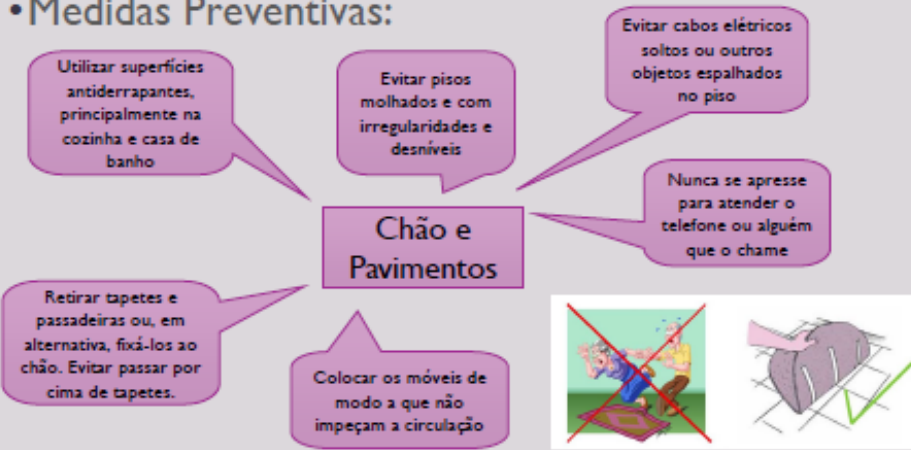 •Medidas Preventivas:
Utilizar superfícies
antiderrapantes,
principalmente na
cozinha e casa de
banho
Evitar pisos
molhados e com
irregularidades e
desníveis
Evitar cabos elétricos
soltos ou outros
objetos espalhados
no piso
Nunca se apresse
para atender o
telefone ou alguém
que o chame
Chão e
Pavimentos
Retirar tapetes e
passadeiras ou, em
alternativa, fixá-los ao
chão. Evitar passar por
cima de tapetes.
Colocar os móveis de
modo a que não
impeçam a circulação